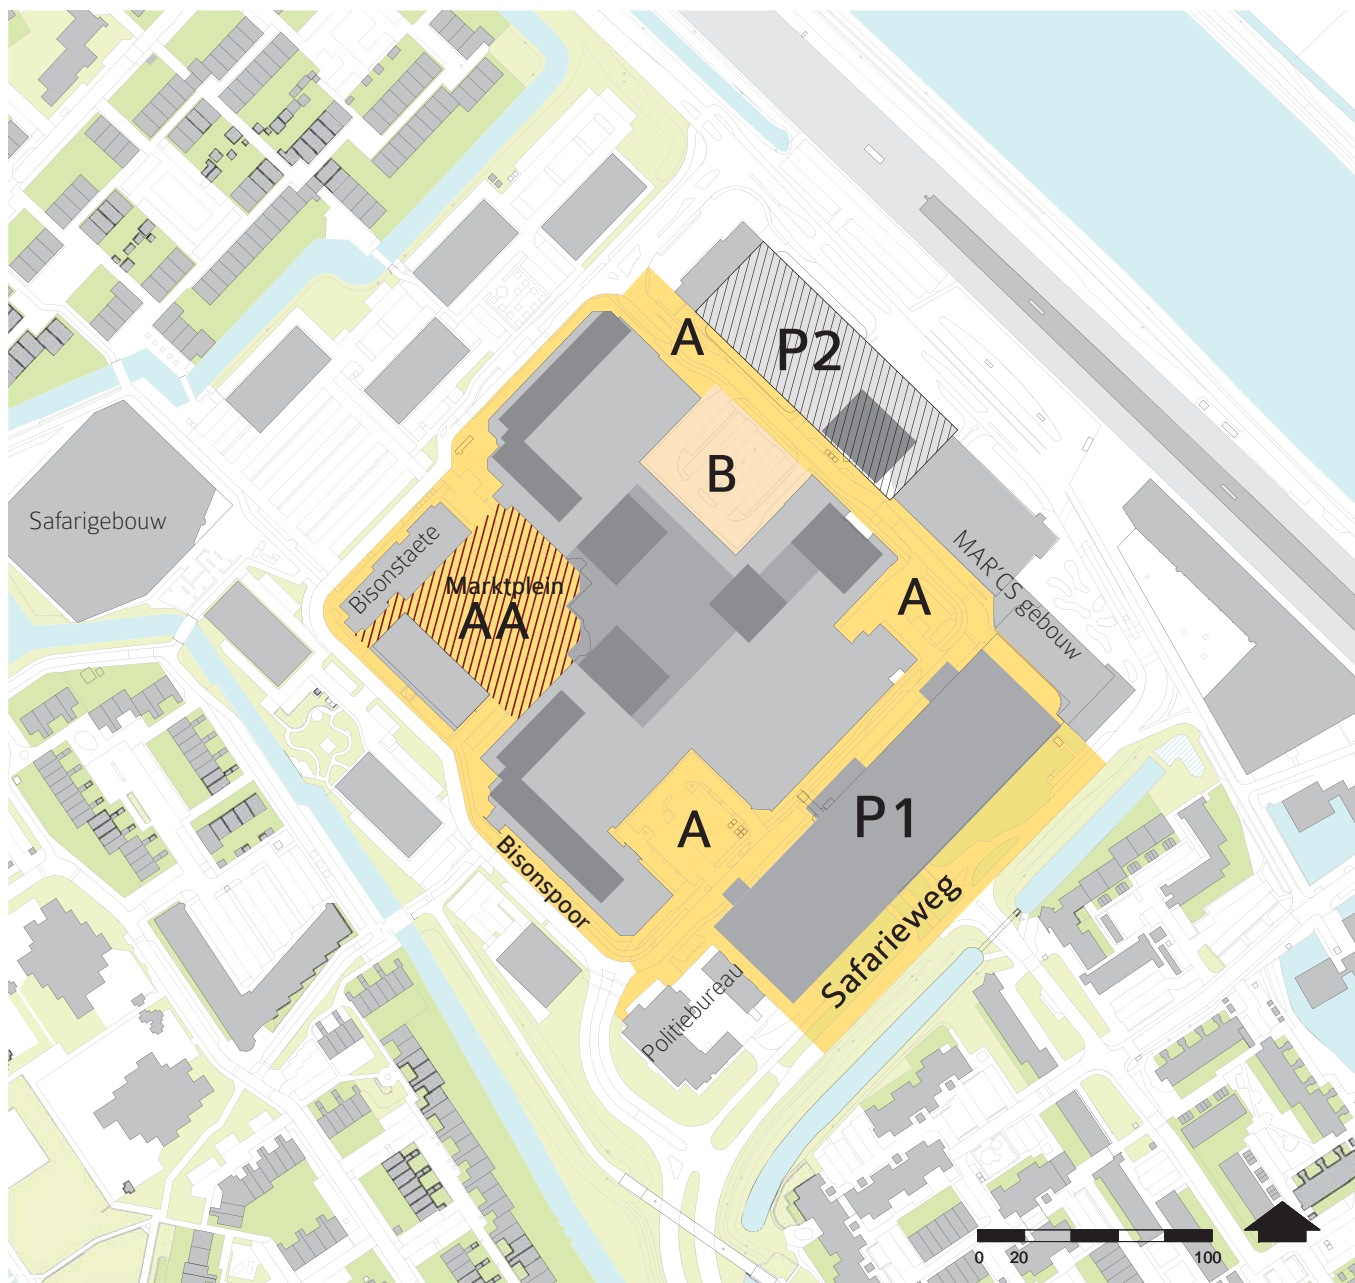 A
P2
B
Safarigebouw
Bisonstaete
Marktplein
AA
MAR'CS gebouw
A
P1
A
Bisonspoor
Safarieweg
Politiebureau
0 20 100